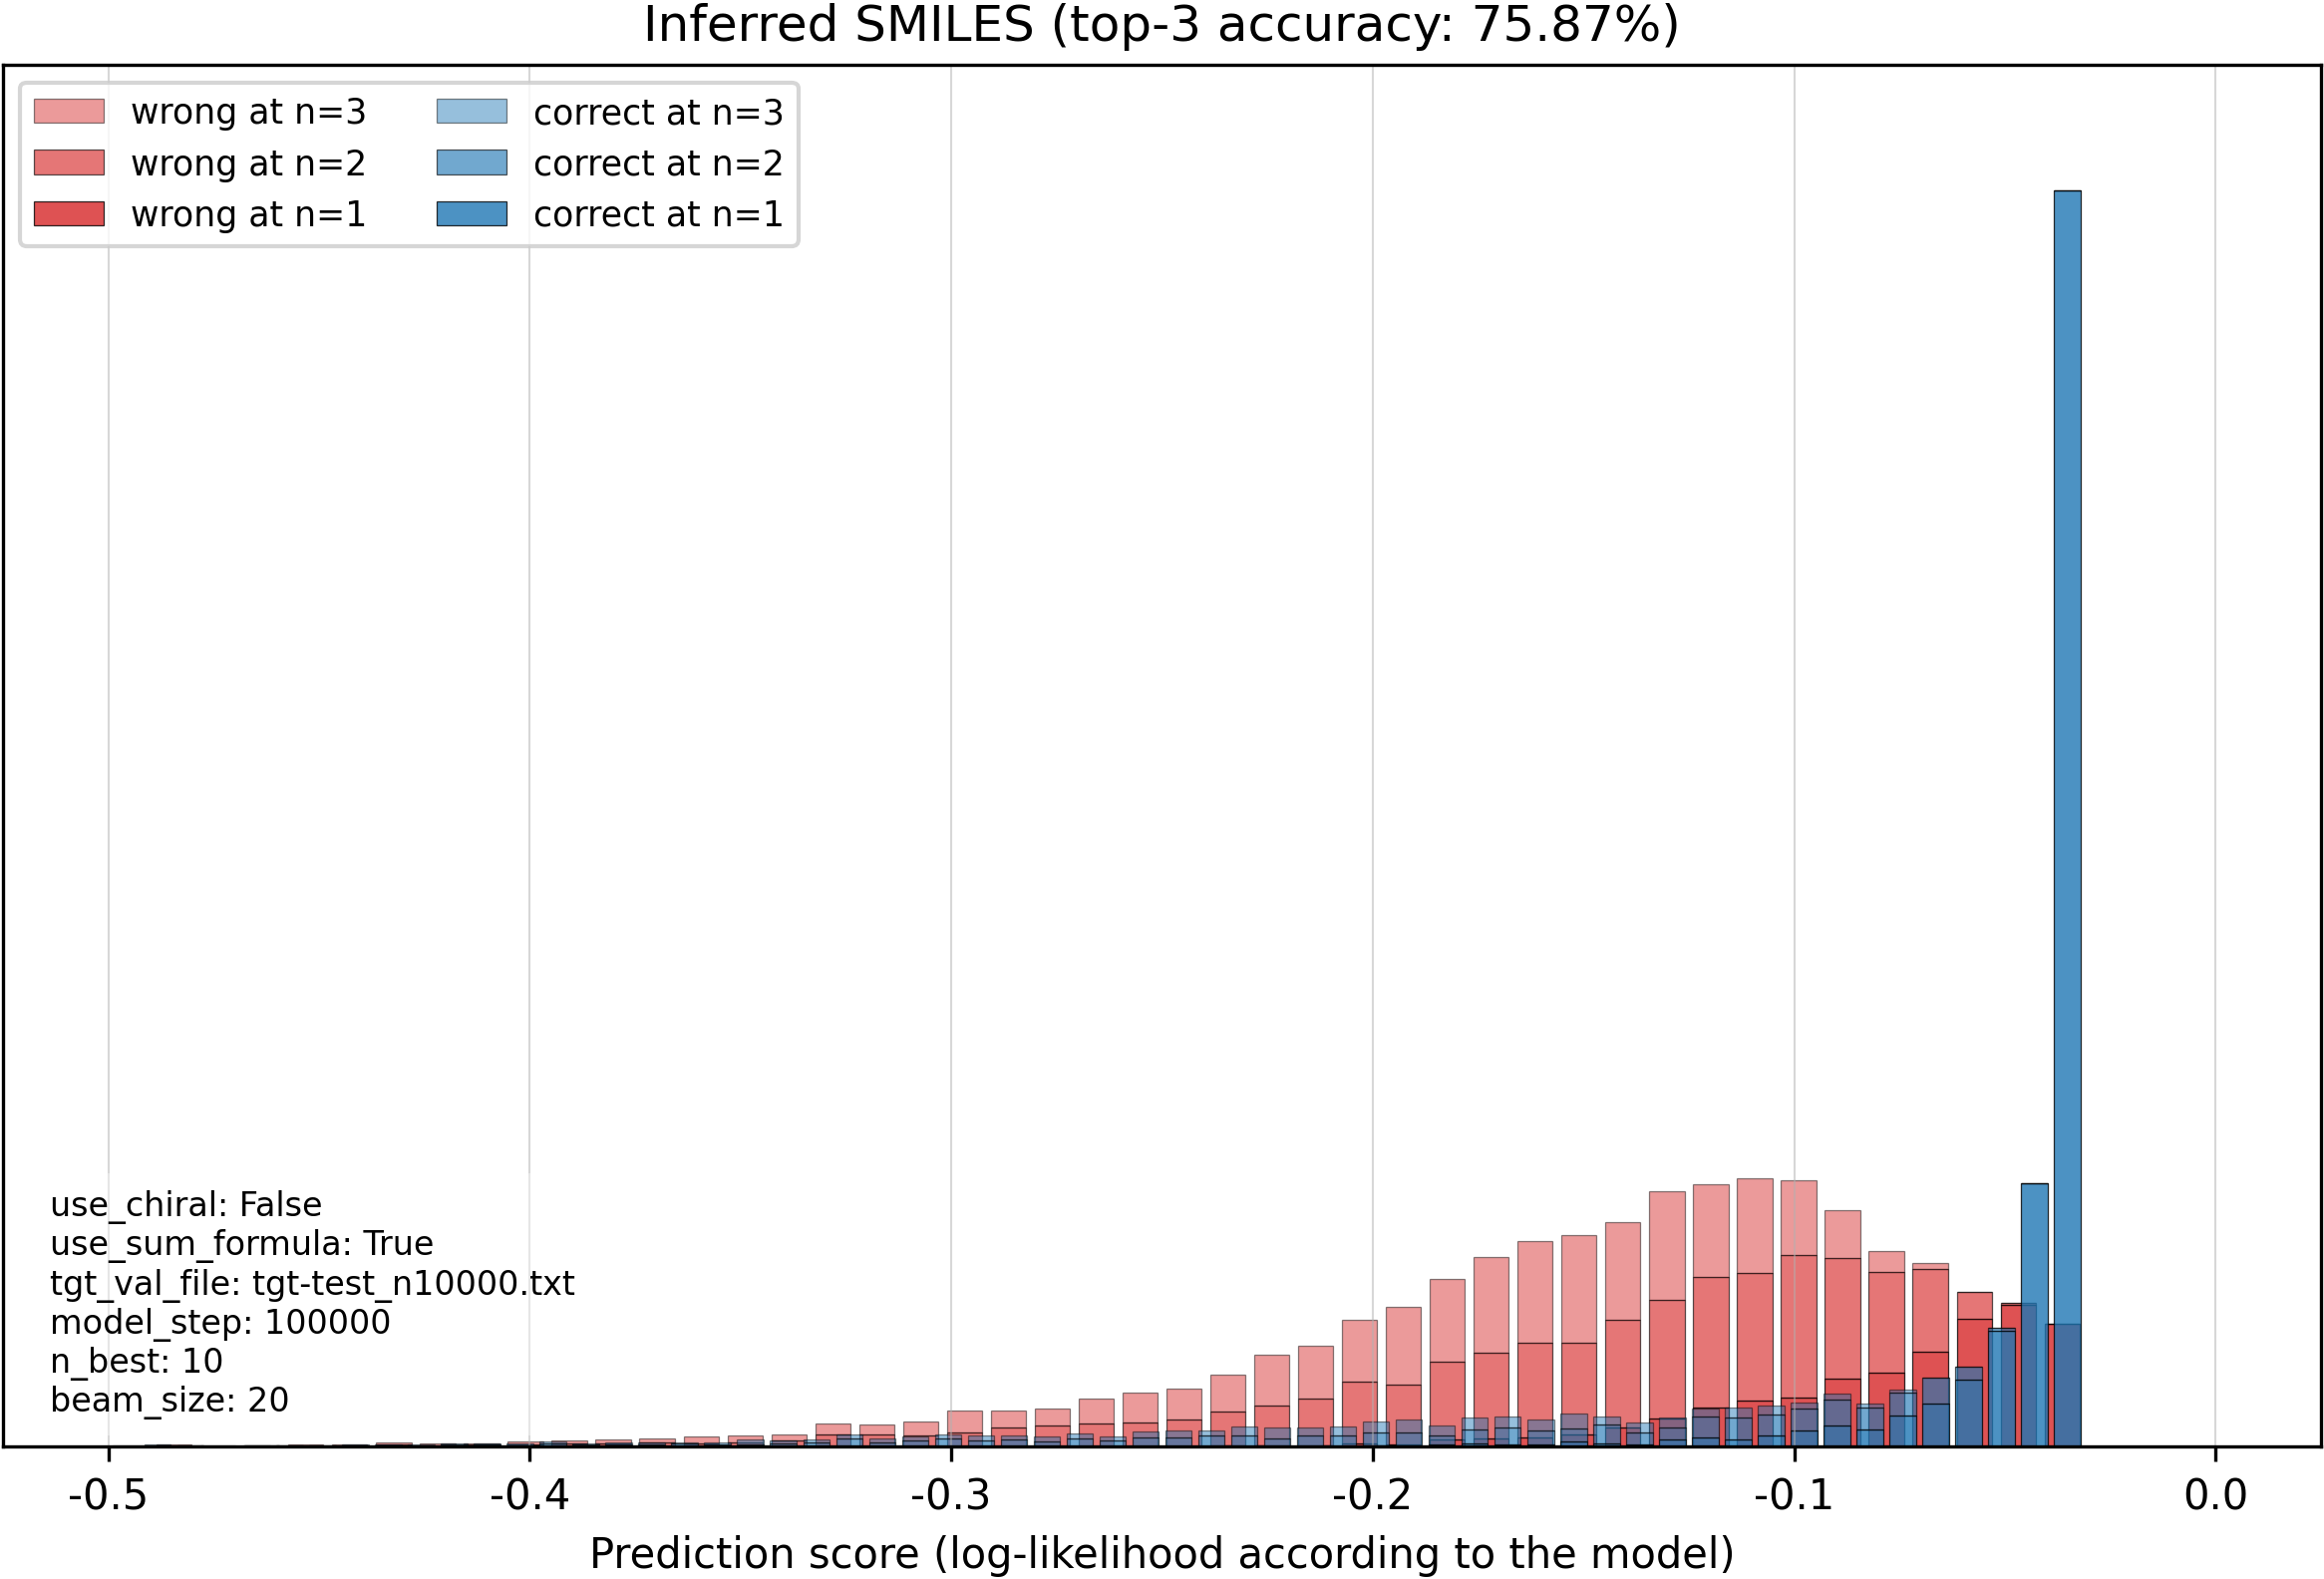 Inferred SMILES (top-3 accuracy: 75.87%)
wrong at n=3
wrong at n=2
wrong at n=1
correct at n=3
correct at n=2
correct at n=1
use_chiral: False
use_sum_formula: True
tgt_val_file: tgt-test_n10000.txt
model_step: 100000
n_best: 10
beam_size: 20
-0.5
-0.4
-0.3
-0.2
-0.1
0.0
Prediction score (log-likelihood according to the model)